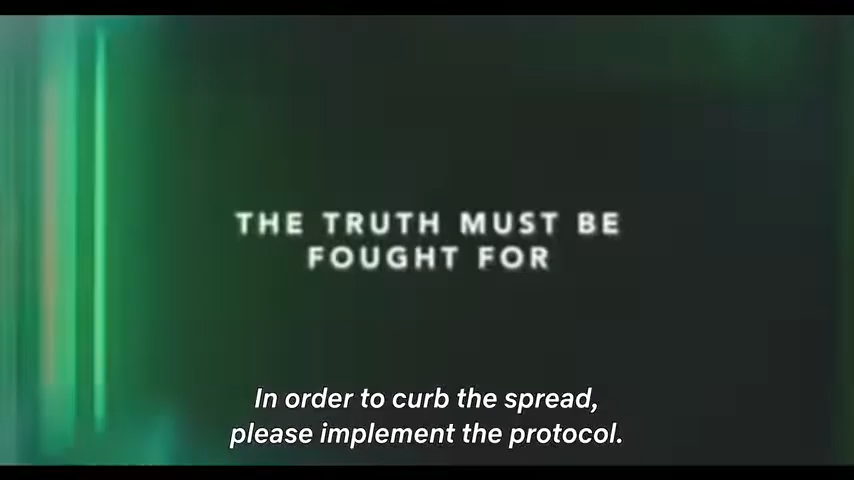 THE TRUTH MUST BE
FOUGHT FOR
In order to curb the spread,
please implement the protocol.